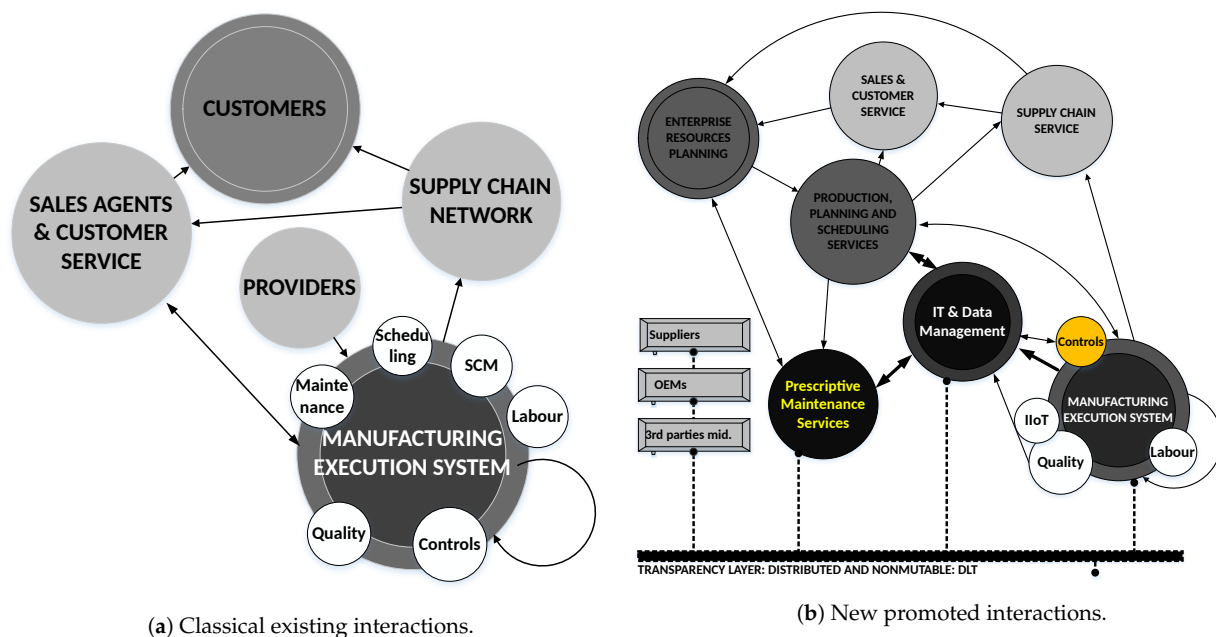 CUSTOMERS
SALES AGENTS
& CUSTOMER
SERVICE
SUPPLY CHAIN
NETWORK
PROVIDERS
Schedu
ling
SCM
Mainte
nance
Labour
MANUFACTURING
EXECUTION SYSTEM
Quality
Controls
(a) Classical existing interactions.
ENTERPRISE
RESOURCES
PLANNING
SALES &
CUSTOMER
SERVICE
SUPPLY CHAIN
SERVICE
PRODUCTION,
PLANNING AND
SCHEDULING
SERVICES
IT & Data
Management
Controls
Suppliers
OEMs
3rd parties mid.
Prescriptive
Maintenance
Services
MANUFACTURING
EXECUTION SYSTEM
IIoT
Quality
Labour
TRANSPARENCY LAYER: DISTRIBUTED AND NONMUTABLE: DLT
(b) New promoted interactions.